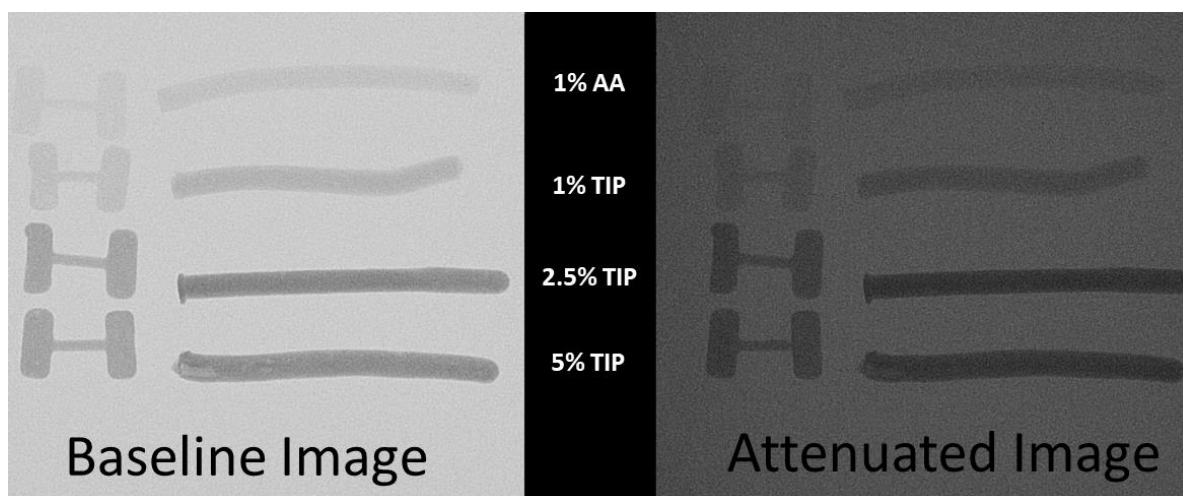 1% AA
1% TIP
2.5% TIP
5% TIP
Baseline Image
Attenuated Image